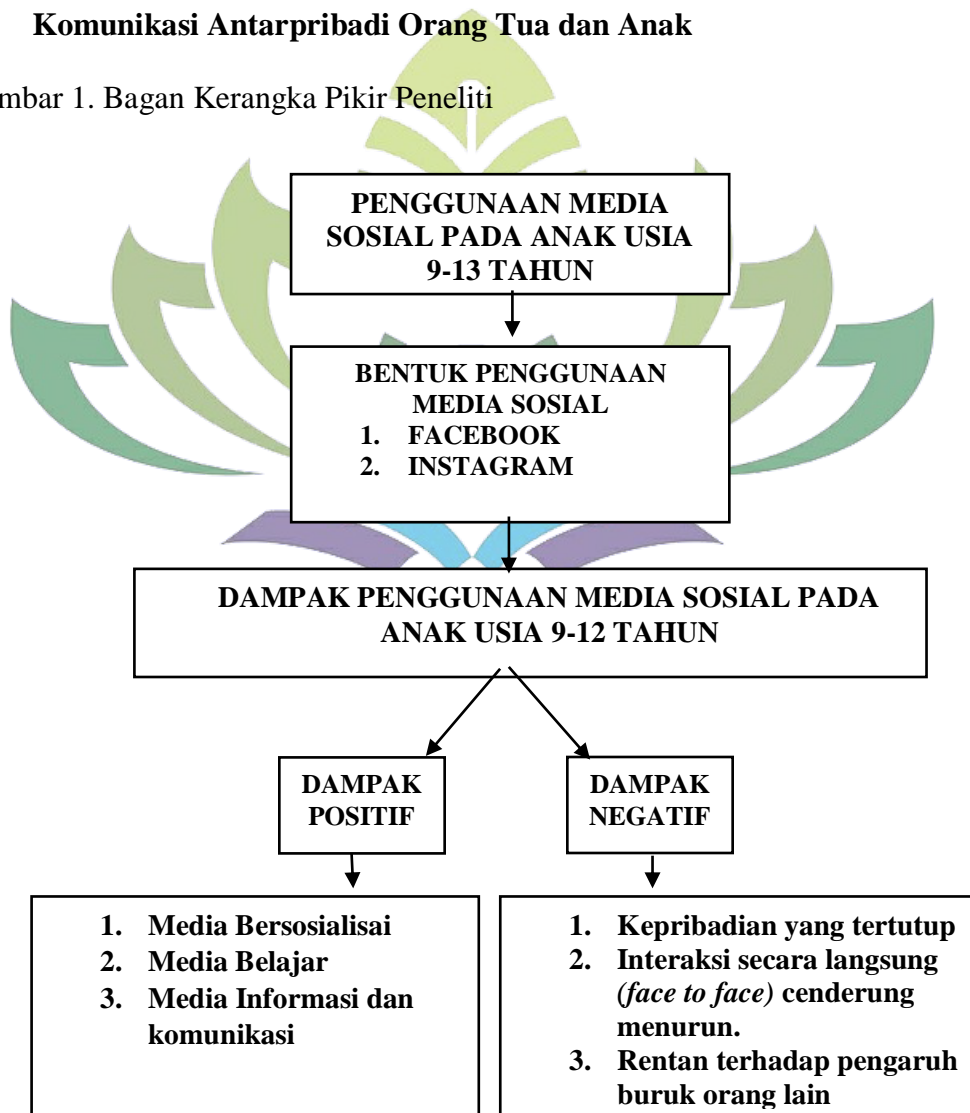 Komunikasi Antarpribadi Orang Tua dan Anak
mbar 1. Bagan Kerangka Pikir Peneliti
PENGGUNAAN MEDIA
SOSIAL PADA ANAK USIA
9-13 TAHUN
BENTUK PENGGUNAAN
MEDIA SOSIAL
1. FACEBOOK
2. INSTAGRAM
DAMPAK PENGGUNAAN MEDIA SOSIAL PADA
ANAK USIA 9-12 TAHUN
DAMPAK
POSITIF
DAMPAK
NEGATIF
1. Media Bersosialisai
2. Media Belajar
3. Media Informasi dan
komunikasi
1. Kepribadian yang tertutup
2. Interaksi secara langsung
(face to face) cenderung
menurun.
3. Rentan terhadap pengaruh
buruk orang lain